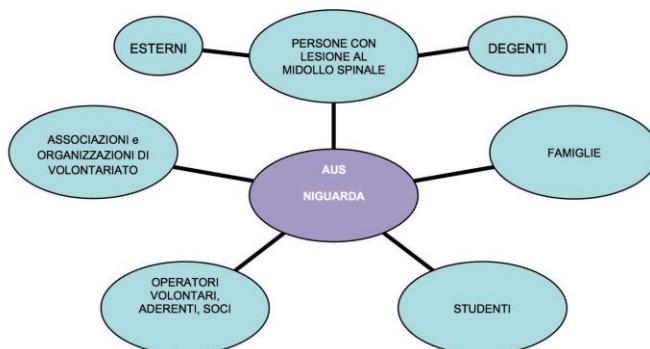 ESTERNI
PERSONE CON
LESIONE AL
MIDOLLO SPINALE
DEGENTI
ASSOCIAZIONI e
ORGANIZZAZIONI DI
VOLONTARIATO
AUS
NIGUARDA
FAMIGLIE
OPERATORI
VOLONTARI,
ADERENTI, SOCI
STUDENTI